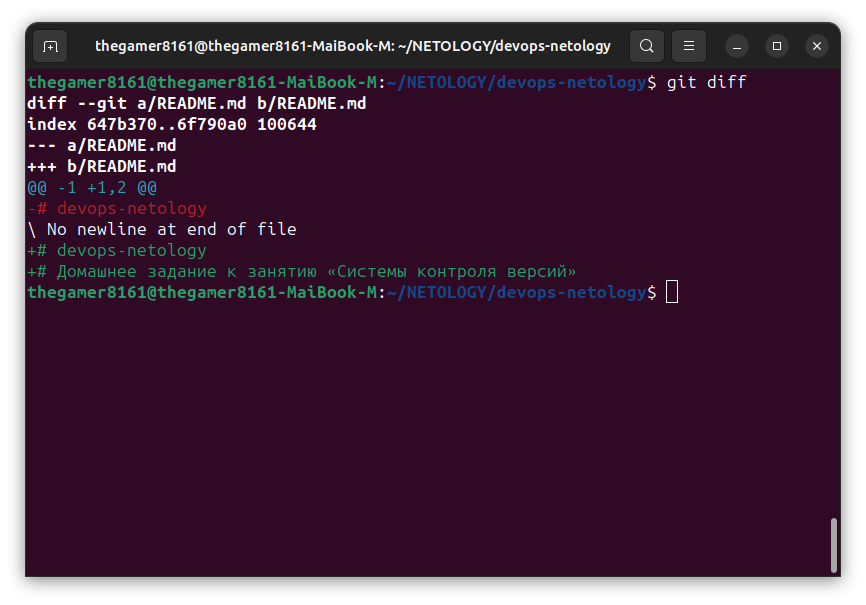 thegamer8161@thegamer8161-MaiBook-M: ~/NETOLOGY/devops-netology
thegamer8161@thegamer8161-MaiBook-M:~/NETOLOGY/devops-netology$ git diff
diff --git a/README.md b/README.md
index 647b370..6f790a0 100644
--- a/README.md
+++ b/README.md
@@ -1 +1,2 @@
-# devops-netology
\ No newline at end of file
+# devops-netology
+# Домашнее задание к занятию «Системы контроля версий»
thegamer8161@thegamer8161-MaiBook-M:~/NETOLOGY/devops-netology$